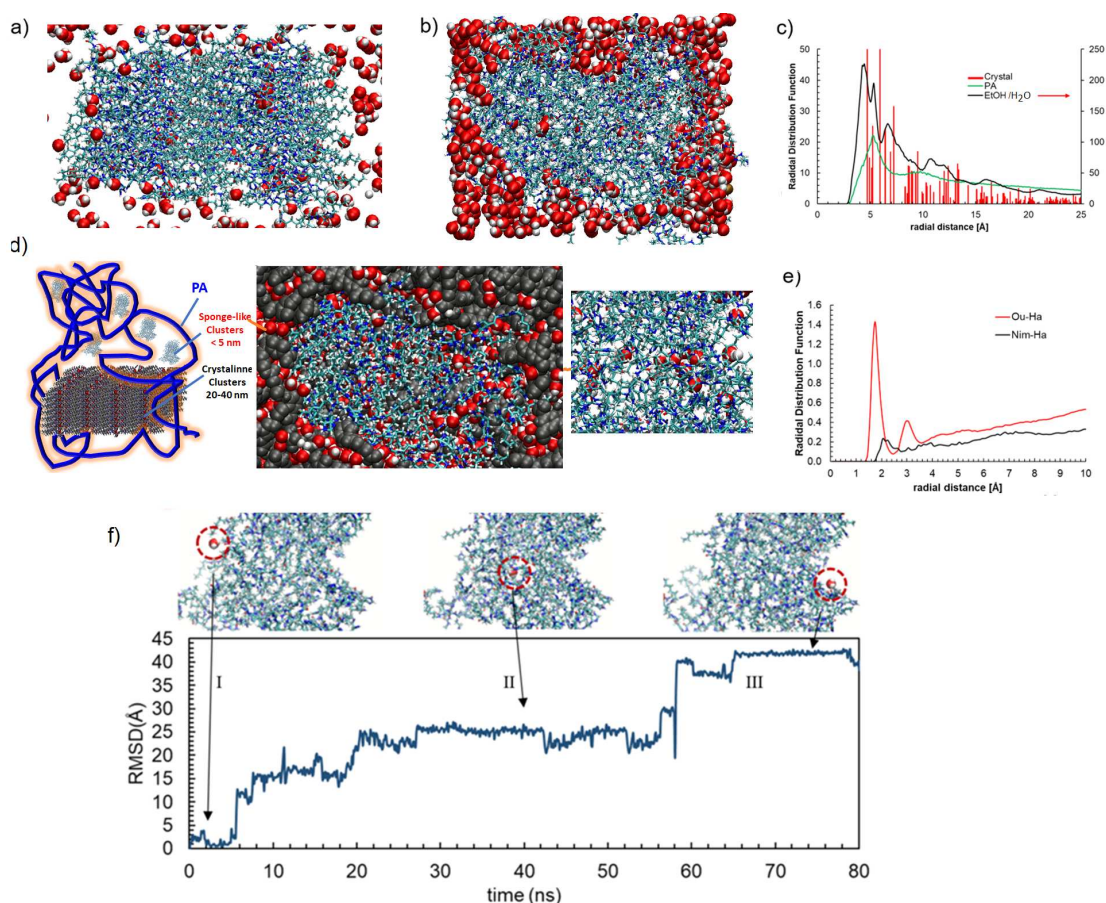 a)
b)
c)
50
40
30
20
10
0
Radidal Distribution Function
Crystal
PA
EtOH /H2O
250
200
150
100
50
0
0 5 10 15 20 25
radial distance [Å]
d)
PA
Sponge-like
Clusters
< 5 nm
Crystalinne
Clusters
20-40 nm
e)
1.6
1.4
1.2
1.0
0.8
0.6
0.4
0.2
0.0
Radidal Distribution Function
Ou-Ha
Nim-Ha
0 1 2 3 4 5 6 7 8 9 10
radial distance [Å]
f)
45
40
35
30
25
20
15
10
5
0
RMSD(Å)
I
II
III
0 10 20 30 40 50 60 70 80
time (ns)